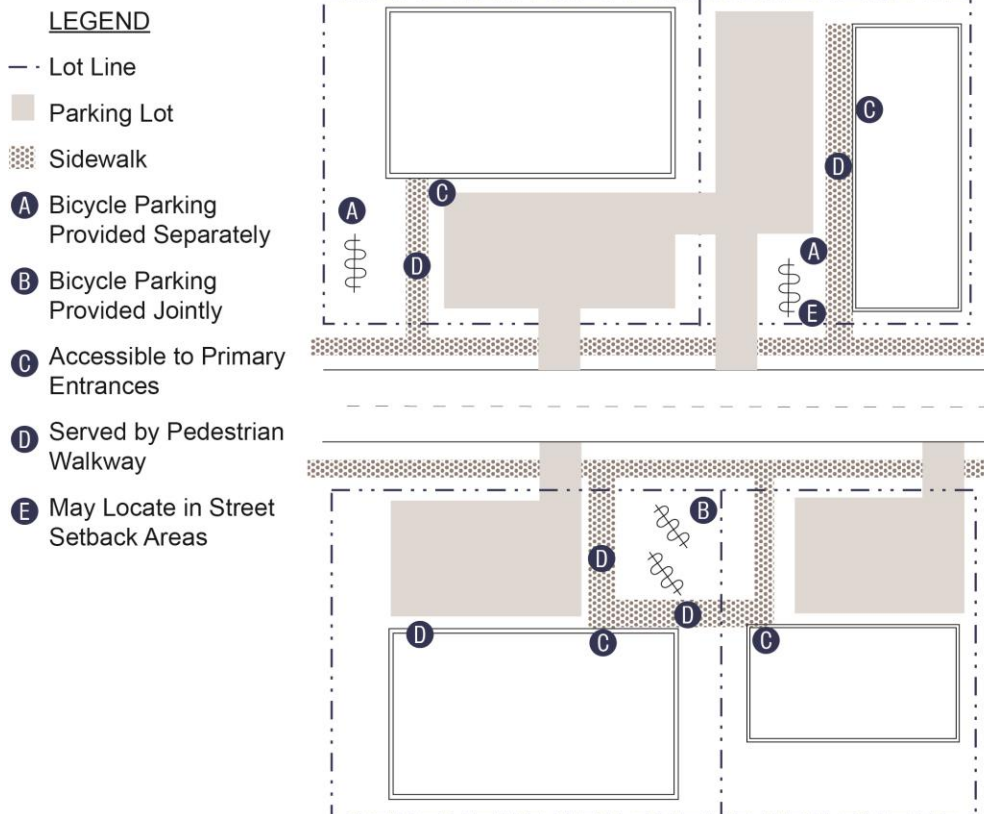 LEGEND
Lot Line
Parking Lot
Sidewalk
A Bicycle Parking
Provided Separately
B Bicycle Parking
Provided Jointly
C Accessible to Primary
Entrances
D Served by Pedestrian
Walkway
E May Locate in Street
Setback Areas
C
D
C
A
D
A
E
B
D
D
D
C
C